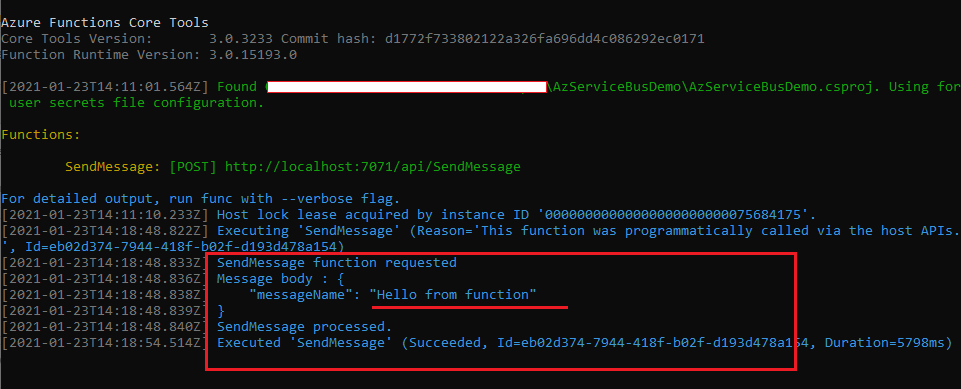 Azure Functions Core Tools
Core Tools Version:       3.0.3233 Commit hash: d1772f733802122a326fa696dd4c086292ec0171
Function Runtime Version: 3.0.15193.0
[2021-01-23T14:11:01.564Z] Found \AzServiceBusDemo\AzServiceBusDemo.csproj. Using for
user secrets file configuration.
Functions:
SendMessage: [POST] http://localhost:7071/api/SendMessage
For detailed output, run func with --verbose flag.
[2021-01-23T14:11:10.233Z] Host lock lease acquired by instance ID '00000000000000000000000075684175'.
[2021-01-23T14:18:48.822Z] Executing 'SendMessage' (Reason='This function was programmatically called via the host APIs.
', Id=eb02d374-7944-418f-b02f-d193d478a154)
[2021-01-23T14:18:48.833Z] SendMessage function requested
[2021-01-23T14:18:48.836Z] Message body : {
[2021-01-23T14:18:48.838Z]     "messageName": "Hello from function"
[2021-01-23T14:18:48.839Z] }
[2021-01-23T14:18:48.840Z] SendMessage processed.
[2021-01-23T14:18:54.514Z] Executed 'SendMessage' (Succeeded, Id=eb02d374-7944-418f-b02f-d193d478a154, Duration=5798ms)